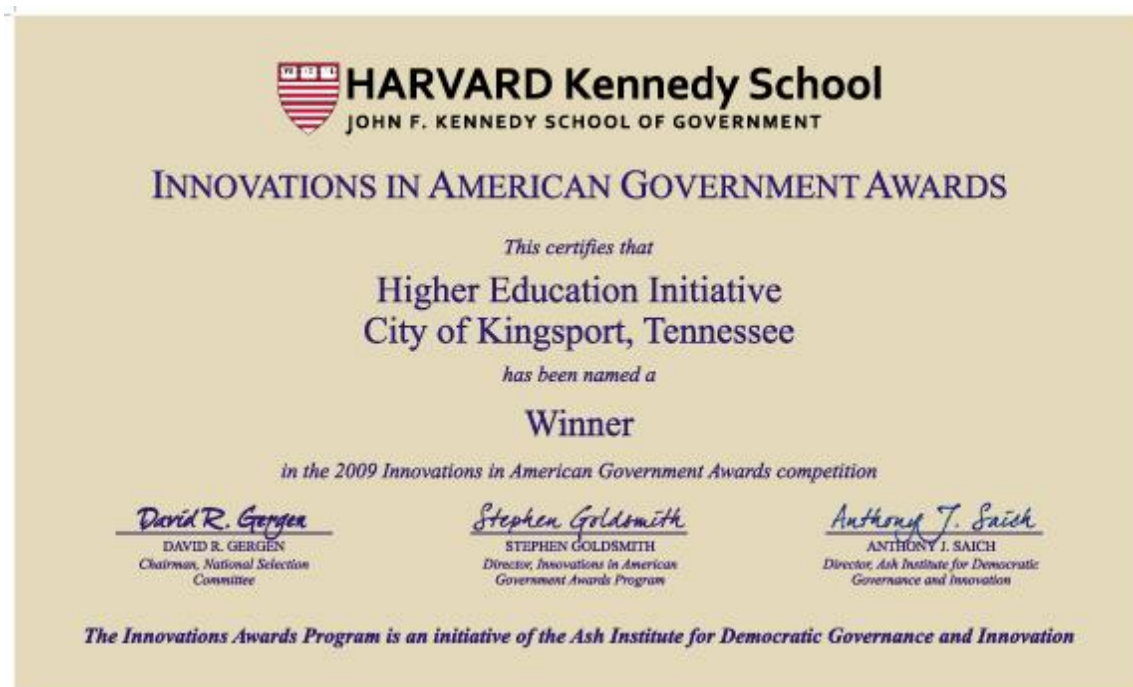 HARVARD Kennedy School
JOHN F. KENNEDY SCHOOL OF GOVERNMENT
INNOVATIONS IN AMERICAN GOVERNMENT AWARDS
This certifies that
Higher Education Initiative
City of Kingsport, Tennessee
has been named a
Winner
in the 2009 Innovations in American Government Awards competition
David R. Gergen
DAVID R. GERGEN
Chairman, National Selection
Committee
Stephen Goldsmith
STEPHEN GOLDSMITH
Director, Innovations in American
Government Awards Program
Anthony J. Saich
ANTHONY J. SAICH
Director, Ash Institute for Democratic
Governance and Innovation
The Innovations Awards Program is an initiative of the Ash Institute for Democratic Governance and Innovation